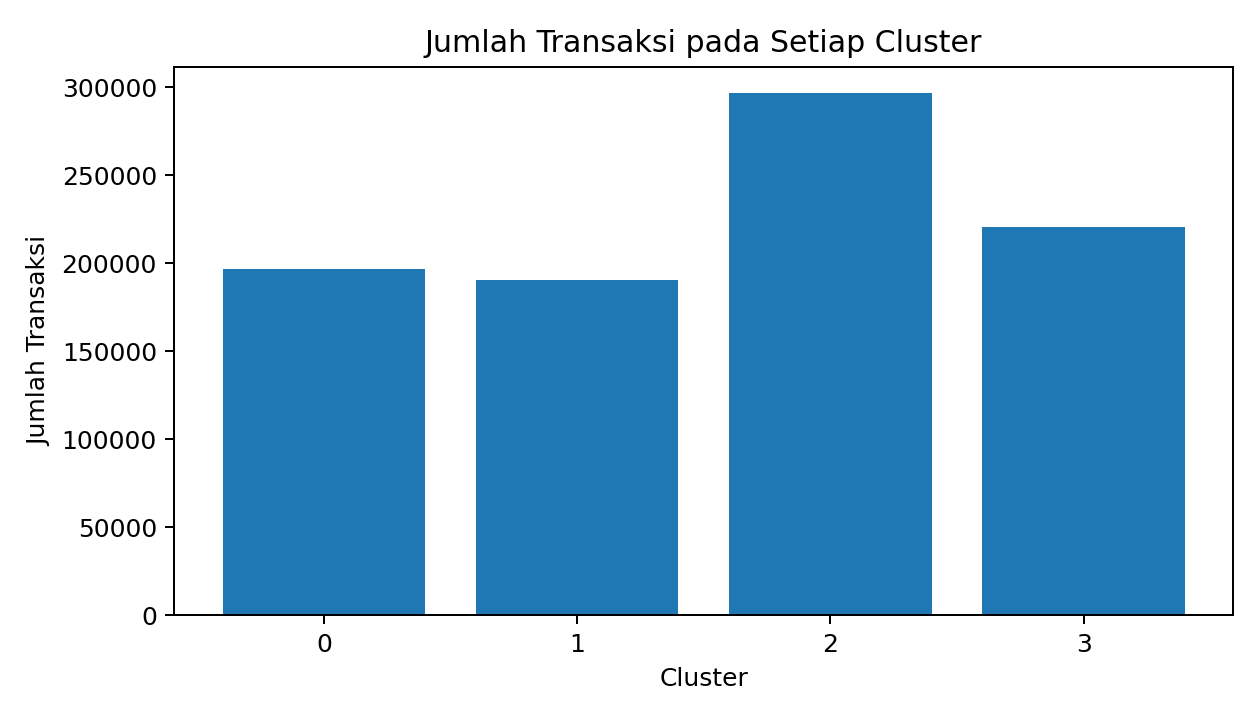 Jumlah Transaksi pada Setiap Cluster
Jumlah Transaksi
300000
250000
200000
150000
100000
50000
0
0 1 2 3
Cluster